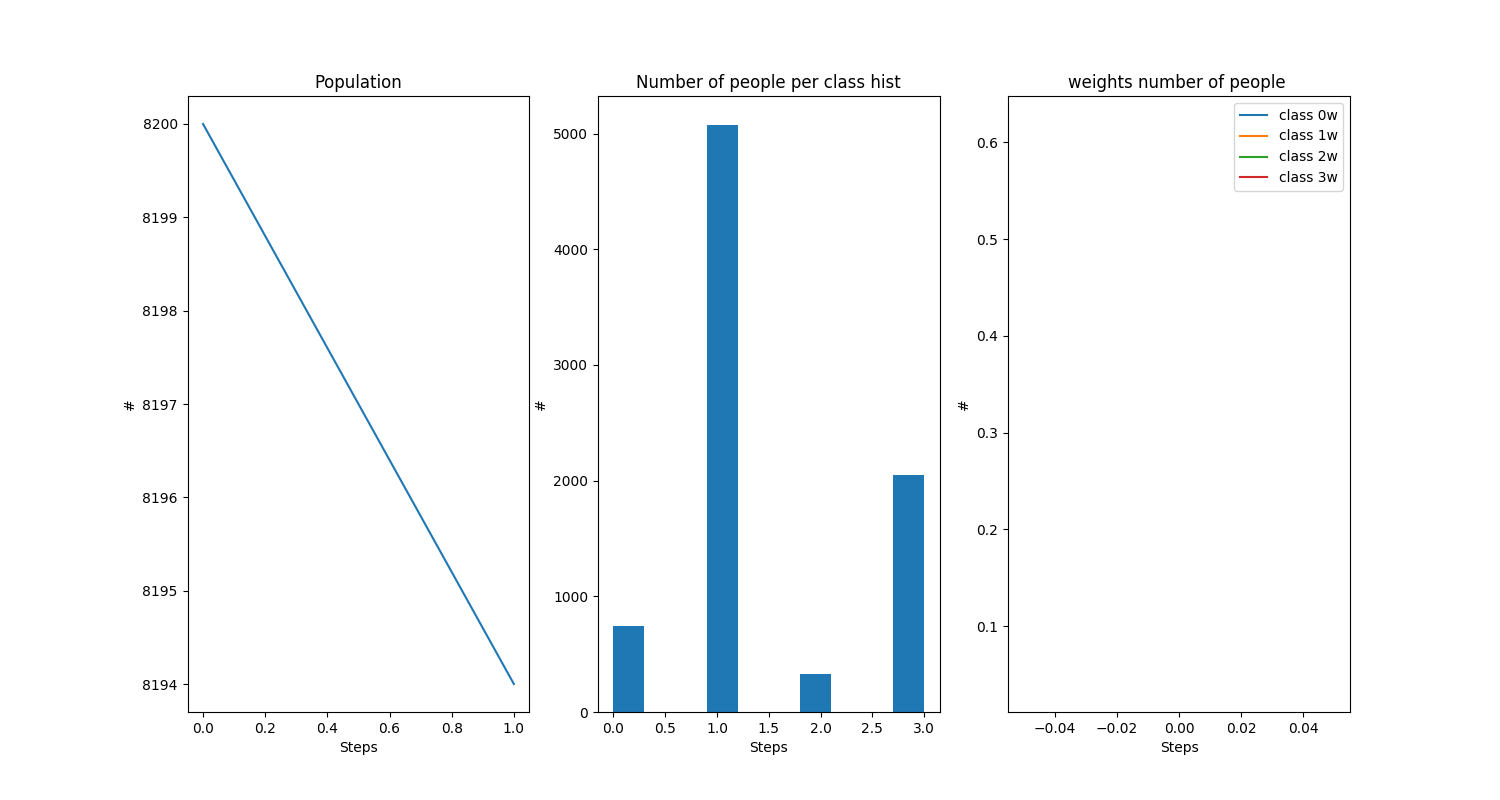 Population
8200
8199
8198
8197
8196
8195
8194
#
0.0 0.2 0.4 0.6 0.8 1.0
Steps
Number of people per class hist
5000
4000
3000
2000
1000
0
#
0.0 0.5 1.0 1.5 2.0 2.5 3.0
Steps
weights number of people
class 0w
class 1w
class 2w
class 3w
0.6
0.5
0.4
0.3
0.2
0.1
#
−0.04 −0.02 0.00 0.02 0.04
Steps